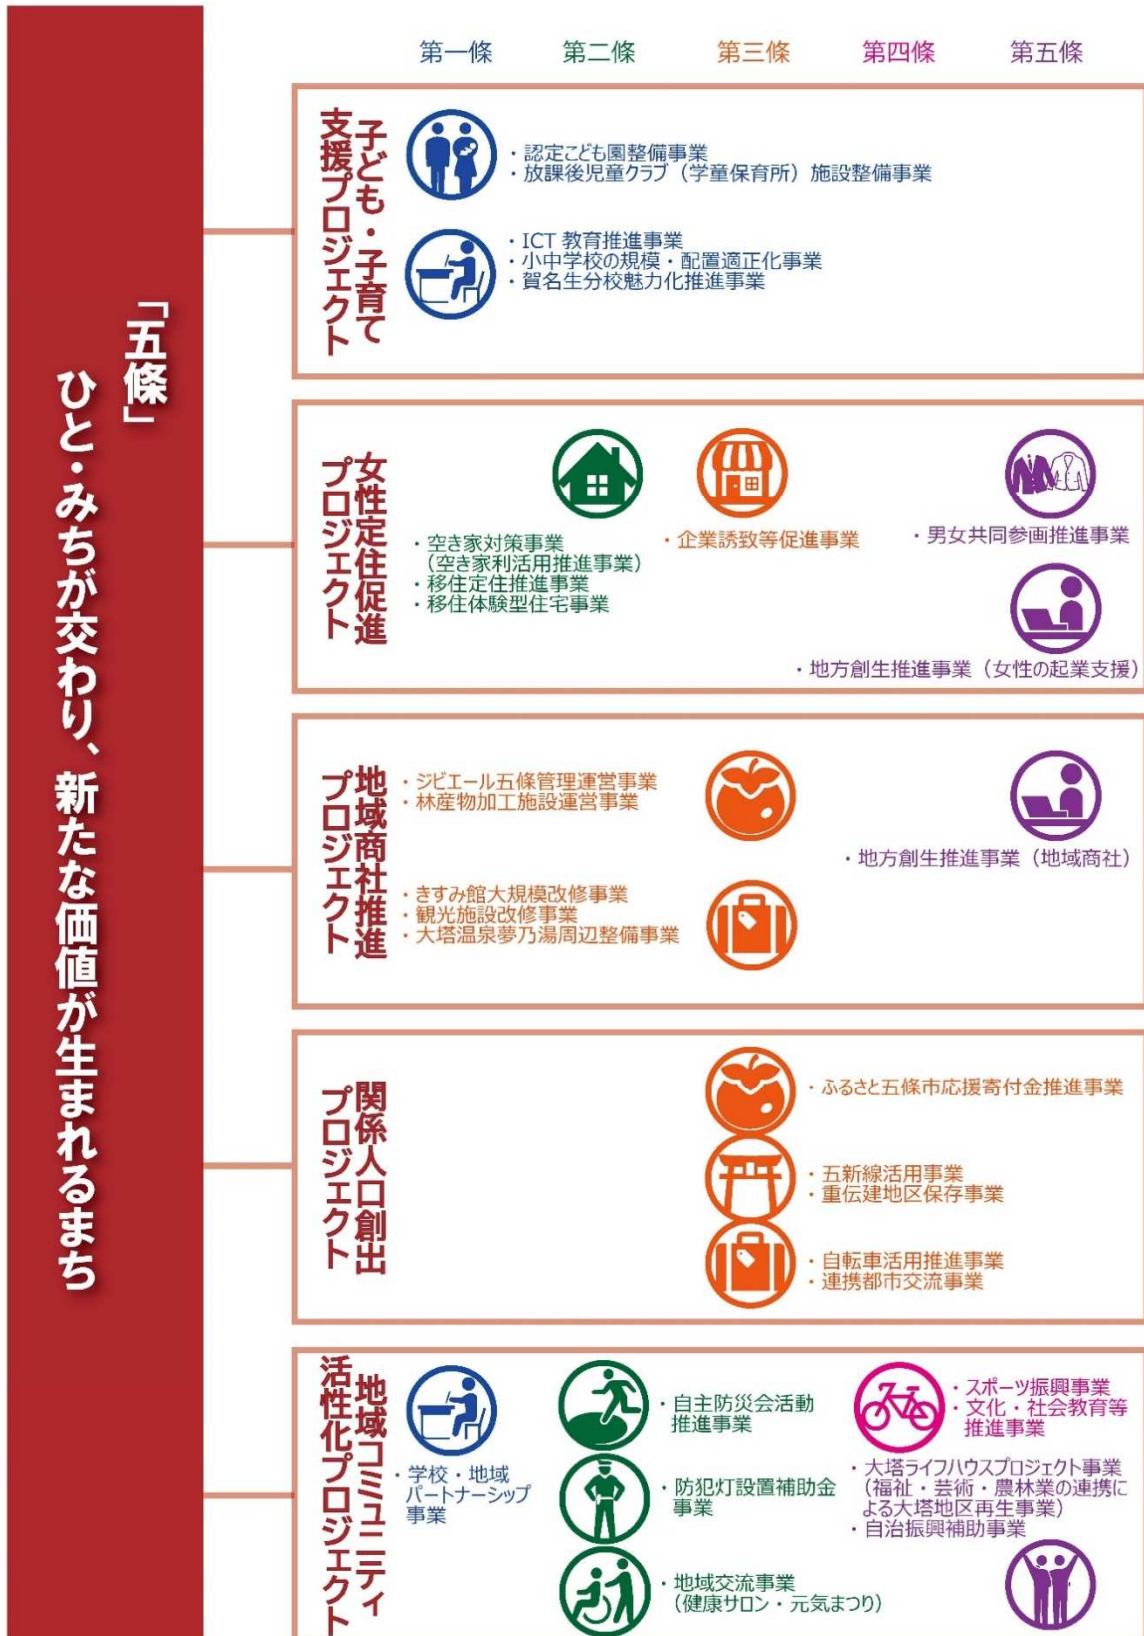 「五條」
ひと・みちが交わり、新たな価値が生まれるまち
第一條 第二條 第三條 第四條 第五條
子ども・子育て
支援プロジェクト
・認定こども園整備事業
・放課後児童クラブ（学童保育所）施設整備事業
・ICT 教育推進事業
・小中学校の規模・配置適正化事業
・賀名生分校魅力化推進事業
女性定住促進
プロジェクト
・空き家対策事業
（空き家利活用推進事業）
・移住定住推進事業
・移住体験型住宅事業
・企業誘致等促進事業
・男女共同参画推進事業
・地方創生推進事業（女性の起業支援）
地域商社推進
プロジェクト
・ジビエール五條管理運営事業
・林産物加工施設運営事業
・きすみ館大規模改修事業
・観光施設改修事業
・大塔温泉夢乃湯周辺整備事業
・地方創生推進事業（地域商社）
関係人口創出
プロジェクト
・ふるさと五條市応援寄付金推進事業
・五新線活用事業
・重伝建地区保存事業
・自転車活用推進事業
・連携都市交流事業
地域コミュニティ
活性化プロジェクト
・学校・地域
パートナーシップ
事業
・自主防災会活動
推進事業
・防犯灯設置補助金
事業
・地域交流事業
（健康サロン・元気まつり）
・スポーツ振興事業
・文化・社会教育等
推進事業
・大塔ライフハウスプロジェクト事業
（福祉・芸術・農林業の連携
による大塔地区再生事業）
・自治振興補助事業